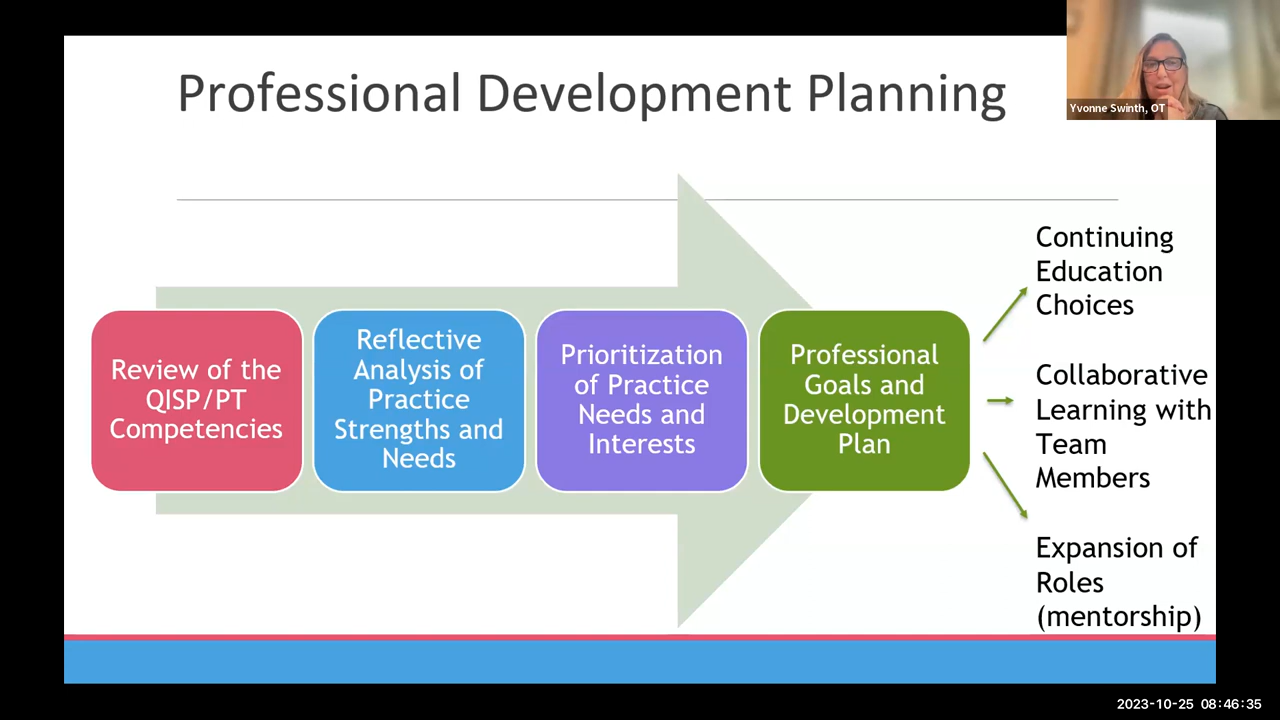 Professional Development Planning
Yvonne Swinth, OT
Review of the
QISP/PT
Competencies
Reflective
Analysis of
Practice
Strengths and
Needs
Prioritization
of Practice
Needs and
Interests
Professional
Goals and
Development
Plan
Continuing
Education
Choices
Collaborative
Learning with
Team
Members
Expansion of
Roles
(mentorship)
2023-10-25 08:46:35